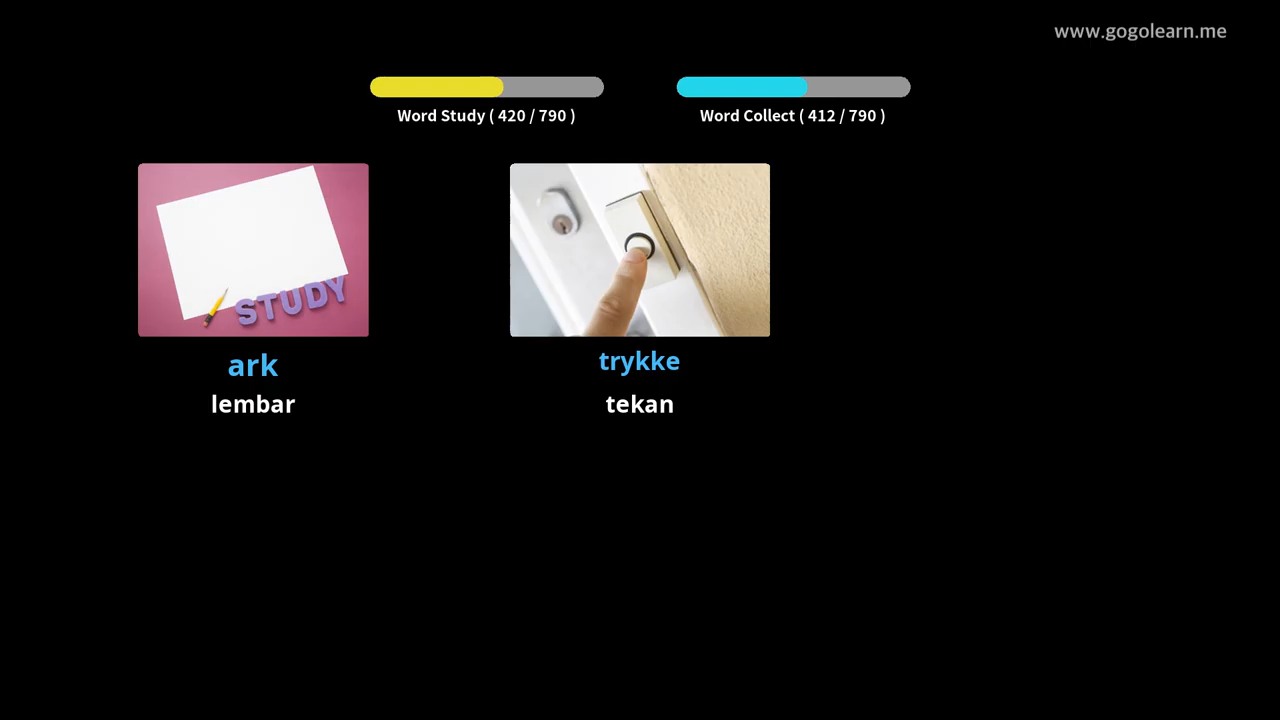 www.gogolearn.me
Word Study ( 420 / 790 )
Word Collect ( 412 / 790 )
STUDY
ark
trykke
lembar
tekan